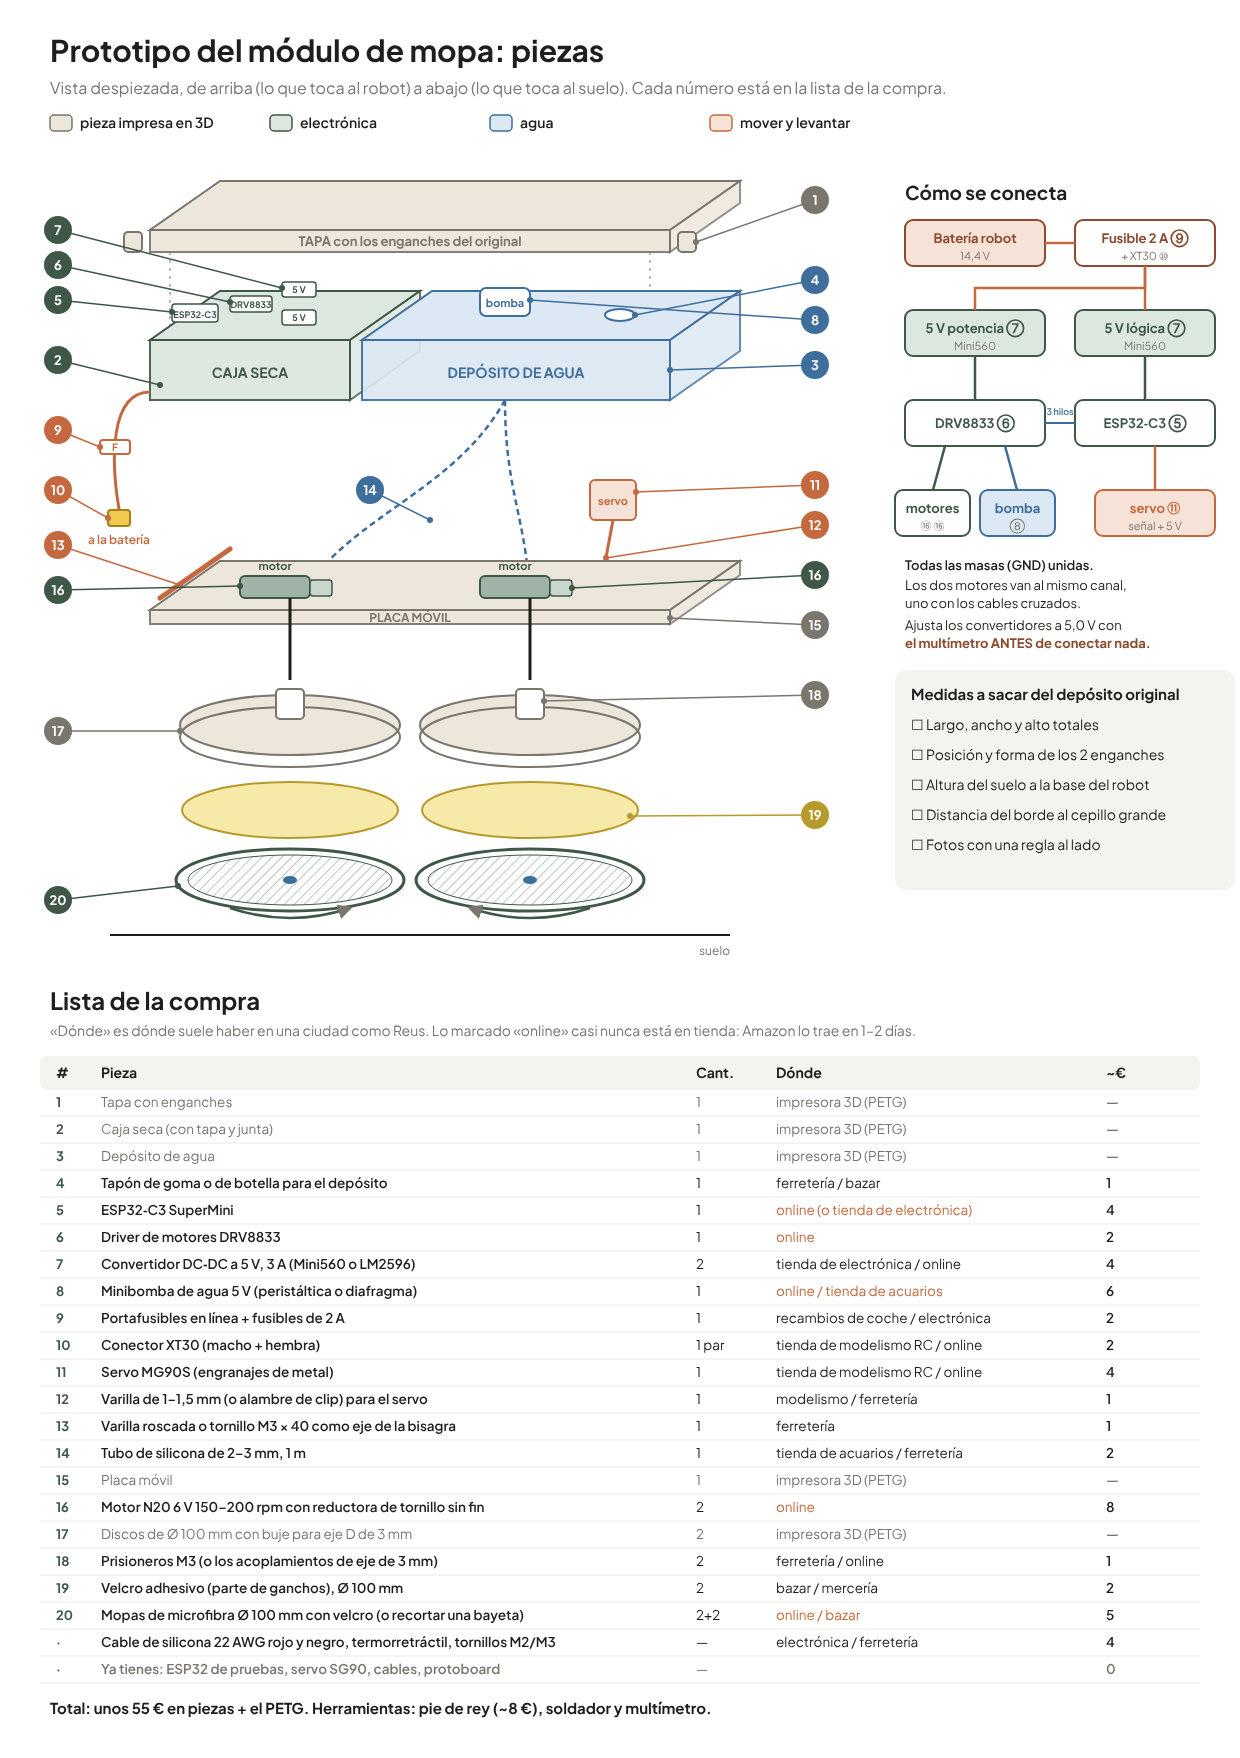 Prototipo del módulo de mopa: piezas
Vista despiezada, de arriba (lo que toca al robot) a abajo (lo que toca al suelo). Cada número está en la lista de la compra.
pieza impresa en 3D
electrónica
agua
mover y levantar
7
6
5
2
9
10
13
16
17
20
TAPA con los enganches del original
5 V
DRV8833
ESP32-C3
5 V
bomba
CAJA SECA
DEPÓSITO DE AGUA
F
a la batería
14
servo
motor
motor
PLACA MÓVIL
suelo
1
4
8
3
11
12
16
15
18
19
Cómo se conecta
Batería robot
14,4 V
Fusible 2 A ⑨
+ XT30 ⑩
5 V potencia ⑦
Mini560
5 V lógica ⑦
Mini560
DRV8833 ⑥
3 hilos
ESP32-C3 ⑤
motores
⑯ ⑯
bomba
⑧
servo ⑪
señal + 5 V
Todas las masas (GND) unidas.
Los dos motores van al mismo canal,
uno con los cables cruzados.
Ajusta los convertidores a 5,0 V con
el multímetro ANTES de conectar nada.
Medidas a sacar del depósito original
☐ Largo, ancho y alto totales
☐ Posición y forma de los 2 enganches
☐ Altura del suelo a la base del robot
☐ Distancia del borde al cepillo grande
☐ Fotos con una regla al lado
Lista de la compra
«Dónde» es dónde suele haber en una ciudad como Reus. Lo marcado «online» casi nunca está en tienda: Amazon lo trae en 1–2 días.
# Pieza Cant. Dónde ~€
1 Tapa con enganches 1 impresora 3D (PETG) —
2 Caja seca (con tapa y junta) 1 impresora 3D (PETG) —
3 Depósito de agua 1 impresora 3D (PETG) —
4 Tapón de goma o de botella para el depósito 1 ferretería / bazar 1
5 ESP32-C3 SuperMini 1 online (o tienda de electrónica) 4
6 Driver de motores DRV8833 1 online 2
7 Convertidor DC-DC a 5 V, 3 A (Mini560 o LM2596) 2 tienda de electrónica / online 4
8 Minibomba de agua 5 V (peristáltica o diafragma) 1 online / tienda de acuarios 6
9 Portafusibles en línea + fusibles de 2 A 1 recambios de coche / electrónica 2
10 Conector XT30 (macho + hembra) 1 par tienda de modelismo RC / online 2
11 Servo MG90S (engranajes de metal) 1 tienda de modelismo RC / online 4
12 Varilla de 1–1,5 mm (o alambre de clip) para el servo 1 modelismo / ferretería 1
13 Varilla roscada o tornillo M3 × 40 como eje de la bisagra 1 ferretería 1
14 Tubo de silicona de 2–3 mm, 1 m 1 tienda de acuarios / ferretería 2
15 Placa móvil 1 impresora 3D (PETG) —
16 Motor N20 6 V 150–200 rpm con reductora de tornillo sin fin 2 online 8
17 Discos de Ø 100 mm con buje para eje D de 3 mm 2 impresora 3D (PETG) —
18 Prisioneros M3 (o los acoplamientos de eje de 3 mm) 2 ferretería / online 1
19 Velcro adhesivo (parte de ganchos), Ø 100 mm 2 bazar / mercería 2
20 Mopas de microfibra Ø 100 mm con velcro (o recortar una bayeta) 2+2 online / bazar 5
· Cable de silicona 22 AWG rojo y negro, termorretráctil, tornillos M2/M3 — electrónica / ferretería 4
· Ya tienes: ESP32 de pruebas, servo SG90, cables, protoboard — 0
Total: unos 55 € en piezas + el PETG. Herramientas: pie de rey (~8 €), soldador y multímetro.